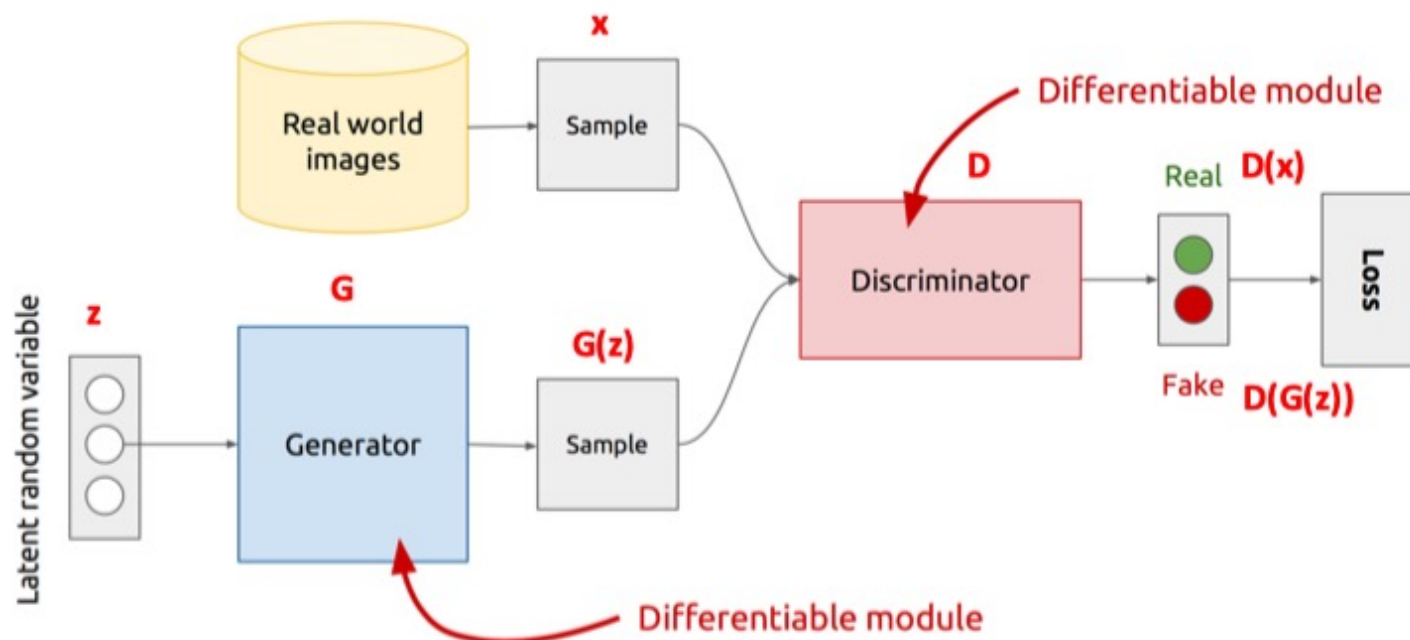 x
Real world
images
Sample
Differentiable module
D
Real
D(x)
Discriminator
Loss
Fake
D(G(z))
Latent random variable
z
G
Generator
G(z)
Sample
Differentiable module